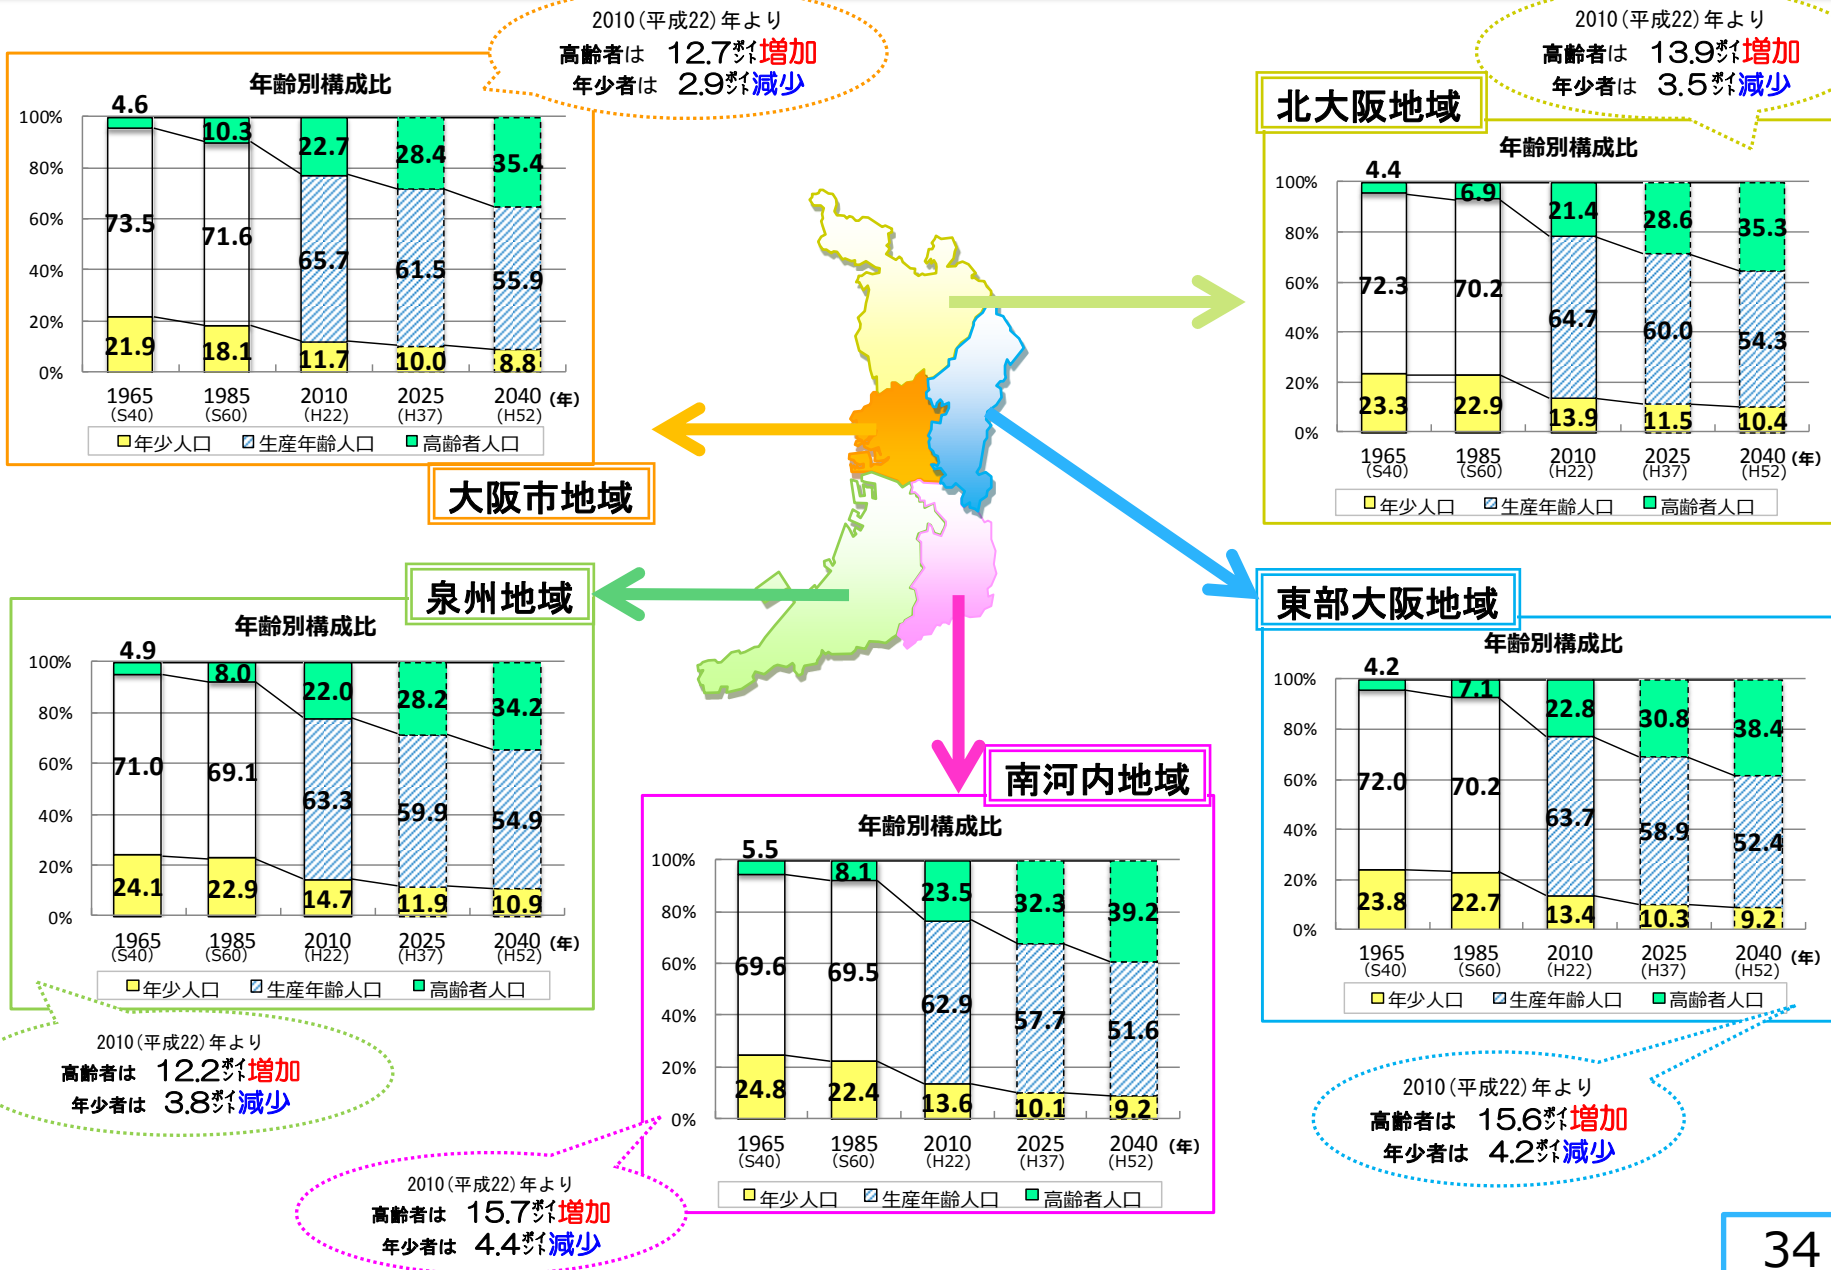 2010(平成22)年より
高齢者は 12.7ポイント増加
年少者は 2.9ポイント減少
年齢別構成比
100%
80%
60%
40%
20%
0%
4.6
10.3
22.7
28.4
35.4
73.5
71.6
65.7
61.5
55.9
21.9
18.1
11.7
10.0
8.8
1965 1985 2010 2025 2040 (年)
(S40) (S60) (H22) (H37) (H52)
年少人口 生産年齢人口 高齢者人口
大阪市地域
2010(平成22)年より
高齢者は 13.9ポイント増加
年少者は 3.5ポイント減少
北大阪地域
年齢別構成比
100%
80%
60%
40%
20%
0%
4.4
6.9
21.4
28.6
35.3
72.3
70.2
64.7
60.0
54.3
23.3
22.9
13.9
11.5
10.4
1965 1985 2010 2025 2040 (年)
(S40) (S60) (H22) (H37) (H52)
年少人口 生産年齢人口 高齢者人口
泉州地域
年齢別構成比
100%
80%
60%
40%
20%
0%
4.9
8.0
22.0
28.2
34.2
71.0
69.1
63.3
59.9
54.9
24.1
22.9
14.7
11.9
10.9
1965 1985 2010 2025 2040 (年)
(S40) (S60) (H22) (H37) (H52)
年少人口 生産年齢人口 高齢者人口
2010(平成22)年より
高齢者は 12.2ポイント増加
年少者は 3.8ポイント減少
東部大阪地域
年齢別構成比
100%
80%
60%
40%
20%
0%
4.2
7.1
22.8
30.8
38.4
72.0
70.2
63.7
58.9
52.4
23.8
22.7
13.4
10.3
9.2
1965 1985 2010 2025 2040 (年)
(S40) (S60) (H22) (H37) (H52)
年少人口 生産年齢人口 高齢者人口
2010(平成22)年より
高齢者は 15.6ポイント増加
年少者は 4.2ポイント減少
南河内地域
年齢別構成比
100%
80%
60%
40%
20%
0%
5.5
8.1
23.5
32.3
39.2
69.6
69.5
62.9
57.7
51.6
24.8
22.4
13.6
10.1
9.2
1965 1985 2010 2025 2040 (年)
(S40) (S60) (H22) (H37) (H52)
年少人口 生産年齢人口 高齢者人口
2010(平成22)年より
高齢者は 15.7ポイント増加
年少者は 4.4ポイント減少
34